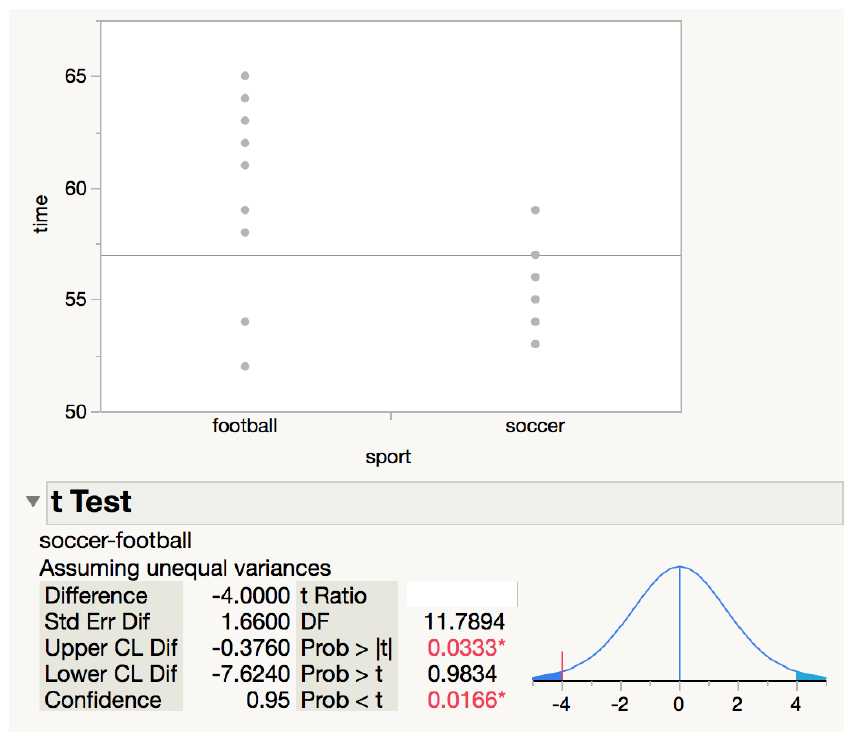 65
60
55
50
time
football soccer
sport
t Test
soccer-football
Assuming unequal variances
Difference -4.0000 t Ratio
Std Err Dif 1.6600 DF 11.7894
Upper CL Dif -0.3760 Prob > |t| 0.0333*
Lower CL Dif -7.6240 Prob > t 0.9834
Confidence 0.95 Prob < t 0.0166*
-4 -2 0 2 4